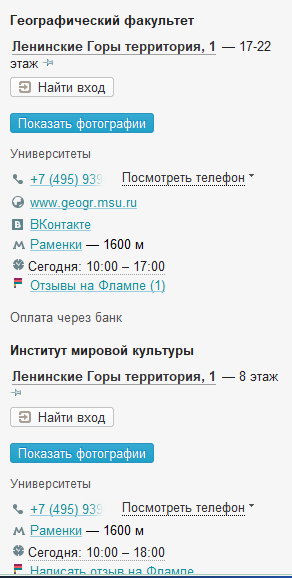 Географический факультет
Ленинские Горы территория, 1 — 17-22
этаж
Найти вход
Показать фотографии
Университеты
+7 (495) 939 Посмотреть телефон
www.geogr.msu.ru
ВКонтакте
Раменки — 1600 м
Сегодня: 10:00 – 17:00
Отзывы на Флампе (1)
Оплата через банк
Институт мировой культуры
Ленинские Горы территория, 1 — 8 этаж
Найти вход
Показать фотографии
Университеты
+7 (495) 939 Посмотреть телефон
Раменки — 1600 м
Сегодня: 10:00 – 18:00
Написать отзыв на Флампе